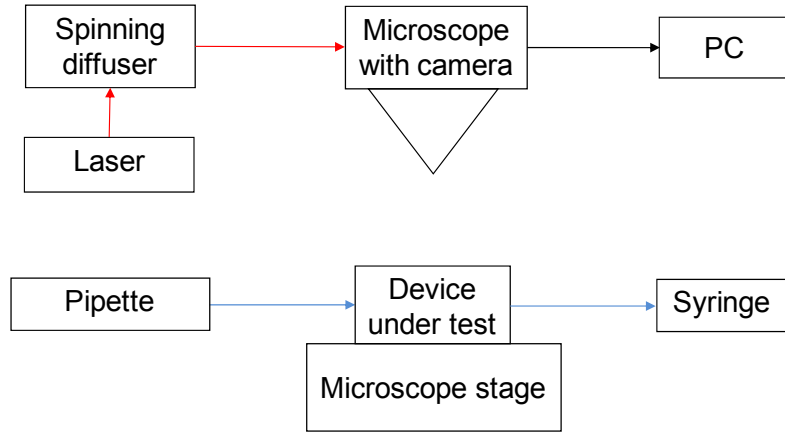 Spinning
diffuser
Microscope
with camera
PC
Laser
Pipette
Device
under test
Syringe
Microscope stage